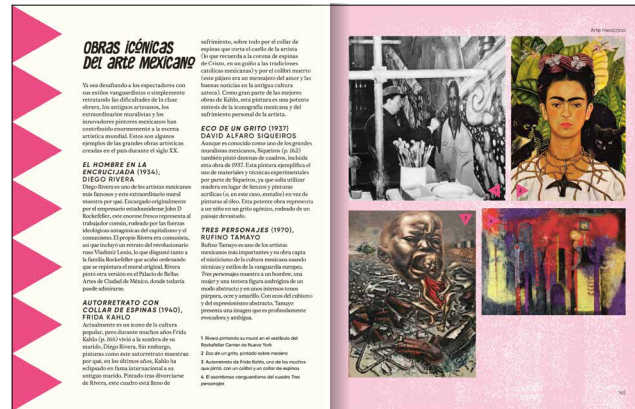 OBRAS ICÓNICAS
DEL ARTE MEXICANO
Ya sea desafiando a los espectadores con
sus estilos vanguardistas o simplemente
retratando las dificultades de la clase
obrera, los antiguos artesanos, los
extraordinarios muralistas y los
innovadores pintores mexicanos han
contribuido enormemente a la escena
artística mundial. Estos son algunos
ejemplos de las grandes obras artísticas
creadas en el país durante el siglo XX.
EL HOMBRE EN LA
ENCRUCIJADA (1934),
DIEGO RIVERA
Diego Rivera es uno de los artistas mexicanos
más famosos y este extraordinario mural
muestra por qué. Encargado originalmente
por el empresario estadounidense John D
Rockefeller, este enorme fresco representa al
trabajador común, rodeado por las fuerzas
ideológicas antagónicas del capitalismo y el
comunismo. El propio Rivera era comunista,
así que incluyó un retrato del revolucionario
ruso Vladímir Lenin, lo que disgustó tanto a
la familia Rockefeller que acabó ordenando
que se repintara el mural original. Rivera
pintó otra versión en el Palacio de Bellas
Artes de Ciudad de México, donde todavía
puede admirarse.
AUTORRETRATO CON
COLLAR DE ESPINAS (1940),
FRIDA KAHLO
Actualmente es un icono de la cultura
popular, pero durante muchos años Frida
Kahlo (p. 166) vivió a la sombra de su
marido, Diego Rivera. Sin embargo,
pinturas como este autorretrato muestran
por qué, en los últimos años, Kahlo ha
eclipsado en fama internacional a su
antiguo marido. Pintado tras divorciarse
de Rivera, este cuadro está lleno de
sufrimiento, sobre todo por el collar de
espinas que corta el cuello de la artista
(lo que recuerda a la corona de espinas
de Cristo, en un guiño a las tradiciones
católicas mexicanas) y por el colibrí muerto
(este pájaro era un mensajero del amor y las
buenas noticias en la antigua cultura
azteca). Como gran parte de las mejores
obras de Kahlo, esta pintura es una potente
síntesis de la iconografía mexicana y del
sufrimiento personal de la artista.
ECO DE UN GRITO (1937)
DAVID ALFARO SIQUEIROS
Aunque es conocido como uno de los grandes
muralistas mexicanos, Siqueiros (p. 162)
también pintó decenas de cuadros, incluida
esta obra de 1937. Esta pintura ejemplifica el
uso de materiales y técnicas experimentales
por parte de Siqueiros, ya que solía utilizar
madera en lugar de lienzos y pinturas
acrílicas (o, en este caso, esmalte) en vez de
pinturas al óleo. Esta potente obra representa
a un niño en un grito agónico, rodeado de un
paisaje devastado.
TRES PERSONAJES (1970),
RUFINO TAMAYO
Rufino Tamayo es uno de los artistas
mexicanos más importantes y su obra capta
el misticismo de la cultura mexicana usando
técnicas y estilos de la vanguardia europea.
Tres personajes muestra a un hombre, una
mujer y una tercera figura andrógina de un
modo abstracto y en unos intensos tonos
púrpura, ocre y amarillo. Con ecos del cubismo
y del expresionismo abstracto, Tamayo
presenta una imagen que es profundamente
evocadora y ambigua.
1 Rivera pintando su mural en el vestíbulo del
Rockefeller Center de Nueva York
2 Eco de un grito, pintado sobre madera
3 Autorretrato de Frida Kahlo, uno de los muchos
que pintó, con un colibrí y un collar de espinas
4 El asombroso vanguardismo del cuadro Tres
personajes
Arte mexicano
165